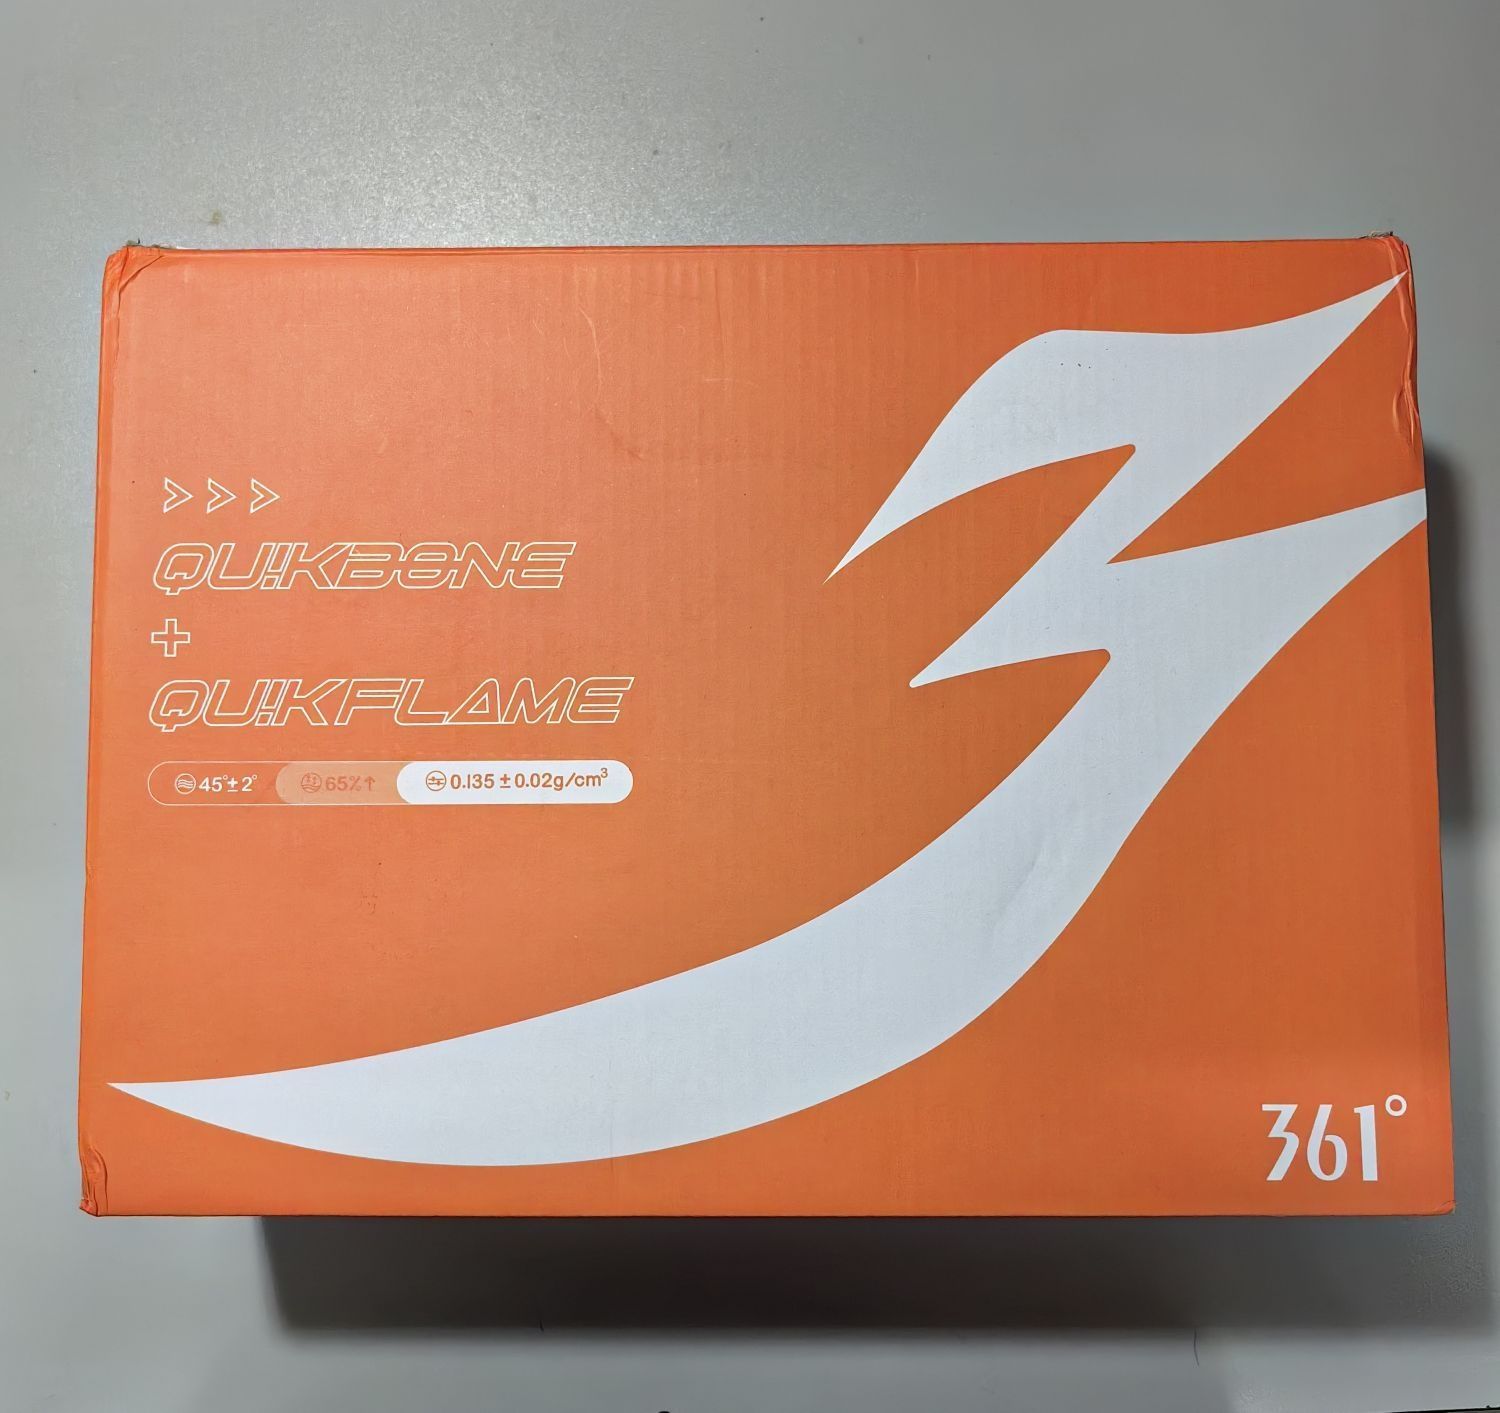 >>>
QU!KBONE
+
QU!KFLAME
45°±2° 65%↑ 0.135±0.02g/cm³
361°